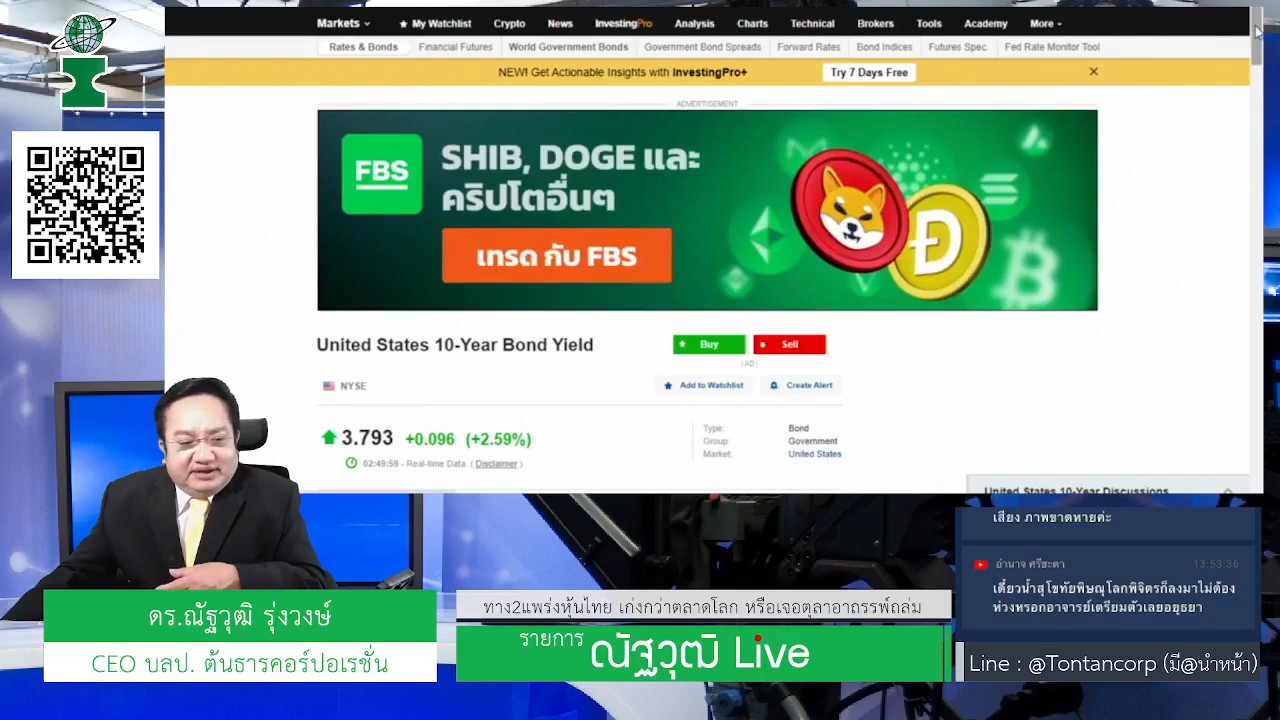 Markets
My Watchlist
Crypto
News
InvestingPro
Analysis
Charts
Technical
Brokers
Tools
Academy
More
Rates & Bonds
Financial Futures
World Government Bonds
Government Bond Spreads
Forward Rates
Bond Indices
Futures Spec.
Fed Rate Monitor Tool
NEW! Get Actionable Insights with InvestingPro+
Try 7 Days Free
ADVERTISEMENT
FBS
SHIB, DOGE และ
คริปโตอื่นๆ
เทรด กับ FBS
United States 10-Year Bond Yield
Buy
Sell
(AD)
NYSE
Add to Watchlist
Create Alert
3.793 +0.096 (+2.59%)
02:49:59 - Real-time Data. ( Disclaimer )
Type: Bond
Group: Government
Market: United States
United States 10-Year Discussions
เสียง ภาพขาดหายค่ะ
อำนาจ ศรีชะตา 13:53:36
เดี๋ยวน้ำสุโขทัยพิษณุโลกพิจิตรก็ลงมาไม่ต้อง
ห่วงหรอกอาจารย์เตรียมตัวเลยอยุธยา
ดร.ณัฐวุฒิ รุ่งวงษ์
CEO บลป. ต้นธารคอร์ปอเรชั่น
ทาง2แพร่งหุ้นไทย เก่งกว่าตลาดโลก หรือเจอตุลาอาถรรพ์ถล่ม
รายการ
ณัฐวุฒิ Live
Line : @Tontancorp (มี@นำหน้า)